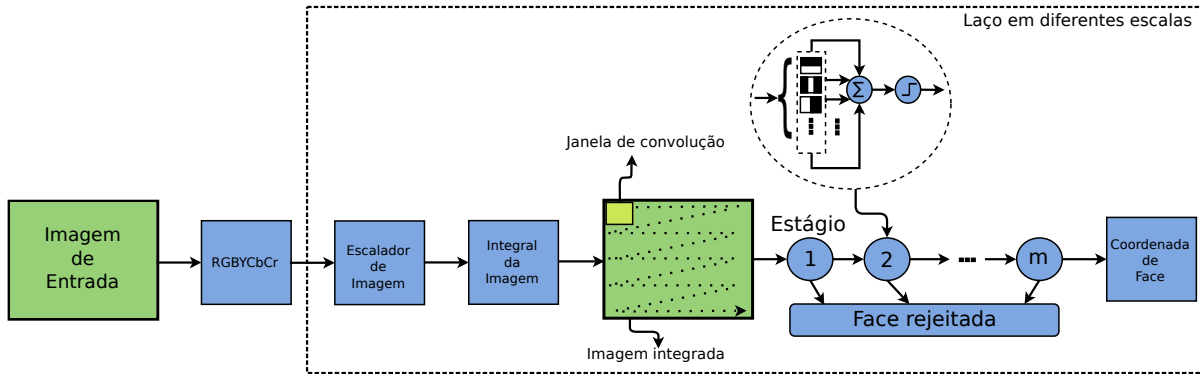 Laço em diferentes escalas
Σ
Janela de convolução
Imagem
de
Entrada
RGBYCbCr
Escalador
de
Imagem
Integral
da
Imagem
Estágio
1
2
m
Coordenada
de
Face
Face rejeitada
Imagem integrada